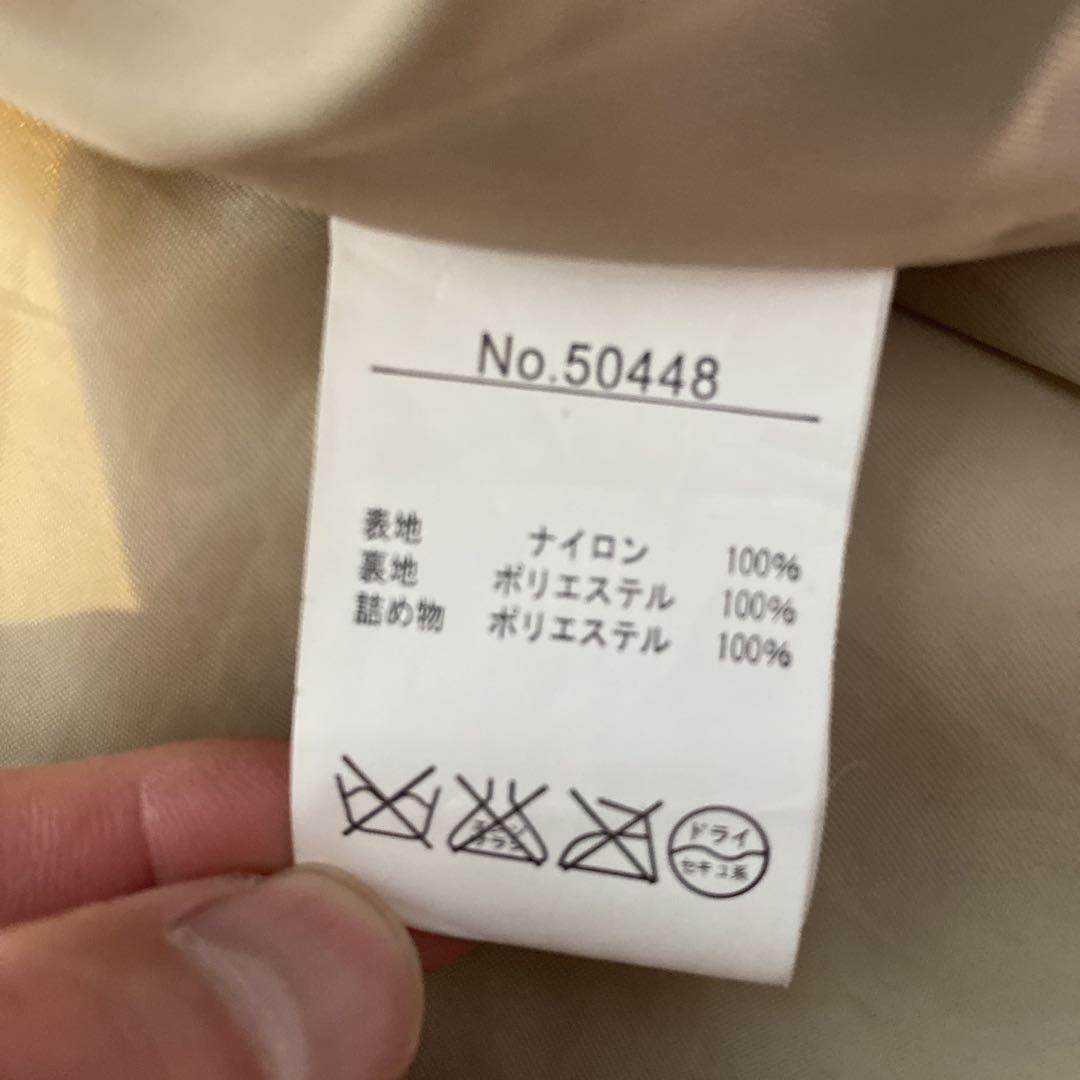 No.50448
表地 ナイロン 100%
裏地 ポリエステル 100%
詰め物 ポリエステル 100%
ドライ
セキユ系